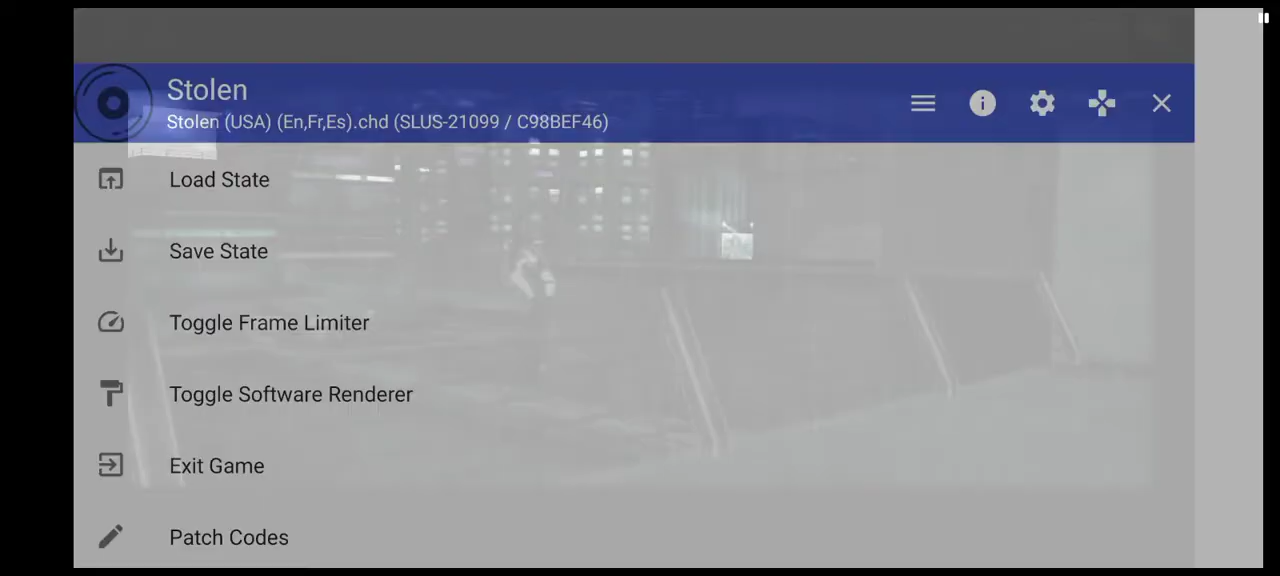 Stolen
Stolen (USA) (En,Fr,Es).chd (SLUS-21099 / C98BEF46)
Load State
Save State
Toggle Frame Limiter
Toggle Software Renderer
Exit Game
Patch Codes